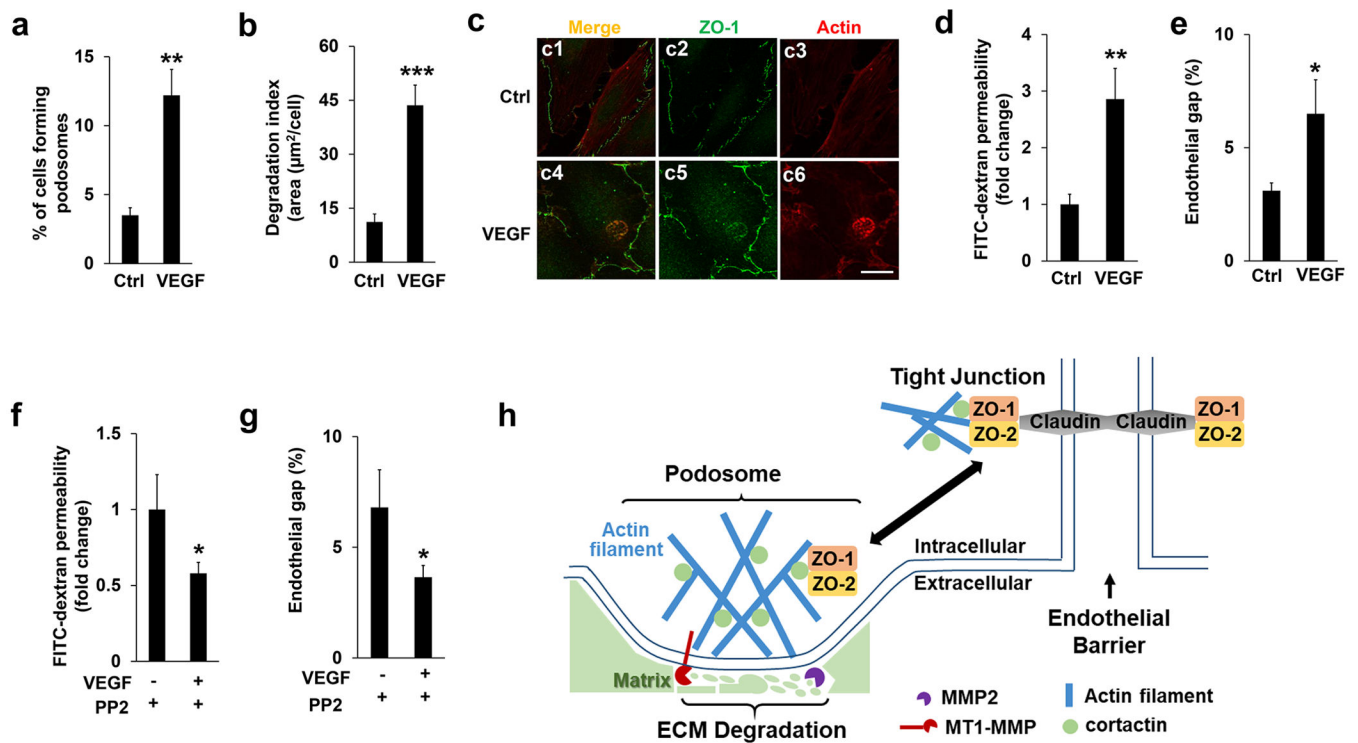 a
% of cells forming
podosomes
15
10
5
0
**
Ctrl VEGF
b
Degradation index
(area (µm²/cell)
60
45
30
15
0
***
Ctrl VEGF
c
Merge ZO-1 Actin
Ctrl
c1 c2 c3
VEGF
c4 c5 c6
d
FITC-dextran permeability
(fold change)
4
3
2
1
0
**
Ctrl VEGF
e
Endothelial gap (%)
10
5
0
*
Ctrl VEGF
f
FITC-dextran permeability
(fold change)
1
0.5
0
*
VEGF - +
PP2 + +
g
Endothelial gap (%)
10
5
0
*
VEGF - +
PP2 + +
h
Tight Junction
ZO-1
ZO-2
Claudin Claudin
ZO-1
ZO-2
Podosome
Actin
filament
ZO-1
ZO-2
Intracellular
Extracellular
Endothelial
Barrier
Matrix
ECM Degradation
MMP2
MT1-MMP
Actin filament
cortactin